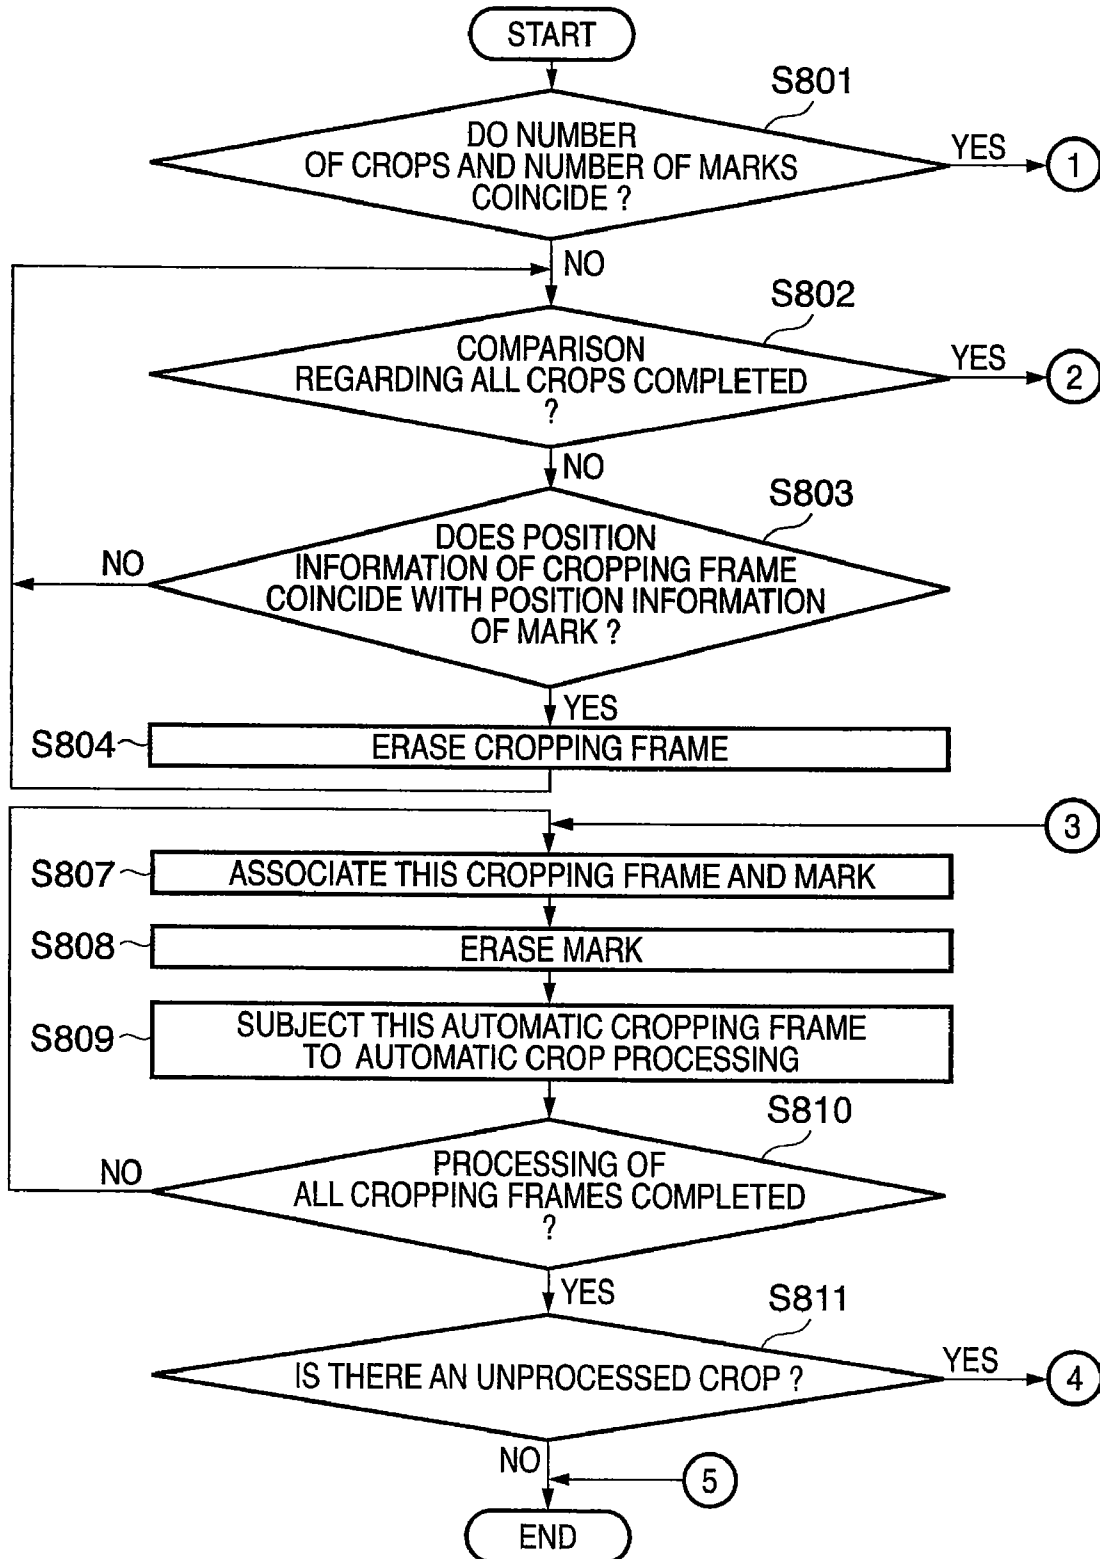 START
S801
DO NUMBER
OF CROPS AND NUMBER OF MARKS
COINCIDE ?
YES
1
NO
S802
COMPARISON
REGARDING ALL CROPS COMPLETED
?
YES
2
NO
S803
DOES POSITION
INFORMATION OF CROPPING FRAME
COINCIDE WITH POSITION INFORMATION
OF MARK ?
NO
YES
S804
ERASE CROPPING FRAME
3
S807
ASSOCIATE THIS CROPPING FRAME AND MARK
S808
ERASE MARK
S809
SUBJECT THIS AUTOMATIC CROPPING FRAME
TO AUTOMATIC CROP PROCESSING
S810
PROCESSING OF
ALL CROPPING FRAMES COMPLETED
?
NO
YES
S811
IS THERE AN UNPROCESSED CROP ?
YES
4
NO
5
END